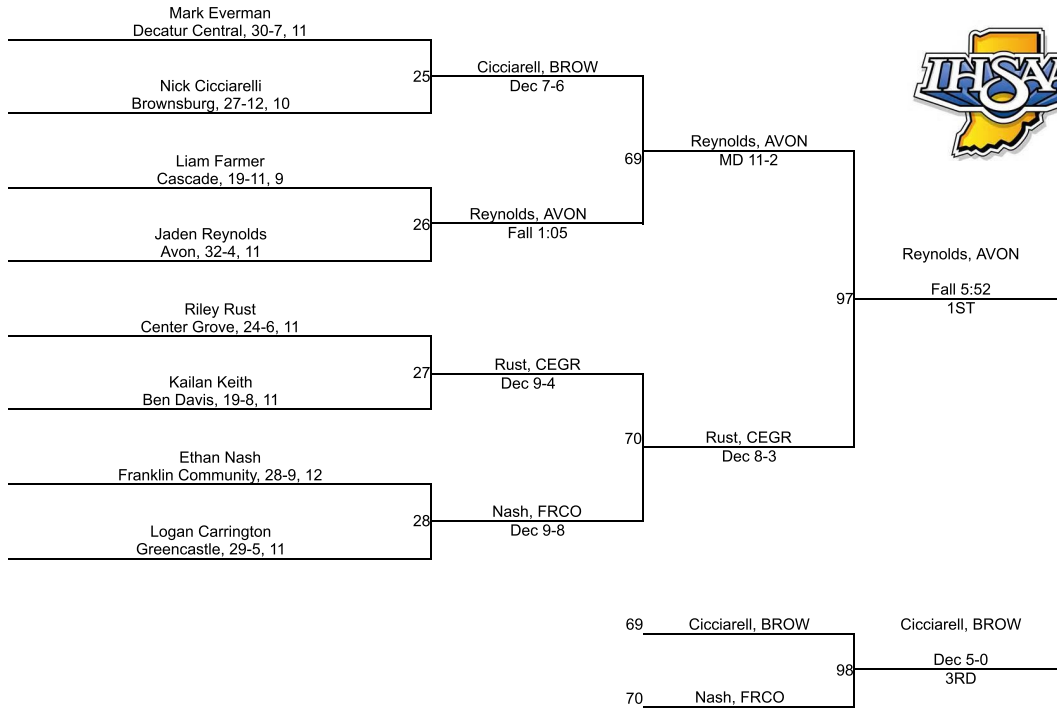 Mark Everman
Decatur Central, 30-7, 11
Nick Cicciarelli
Brownsburg, 27-12, 10
25
Cicciarell, BROW
Dec 7-6
Liam Farmer
Cascade, 19-11, 9
Jaden Reynolds
Avon, 32-4, 11
26
Reynolds, AVON
Fall 1:05
69
Reynolds, AVON
MD 11-2
IHSAA
Riley Rust
Center Grove, 24-6, 11
Kailan Keith
Ben Davis, 19-8, 11
27
Rust, CEGR
Dec 9-4
Ethan Nash
Franklin Community, 28-9, 12
Logan Carrington
Greencastle, 29-5, 11
28
Nash, FRCO
Dec 9-8
70
Rust, CEGR
Dec 8-3
97
Reynolds, AVON
Fall 5:52
1ST
69
Cicciarell, BROW
70
Nash, FRCO
98
Cicciarell, BROW
Dec 5-0
3RD